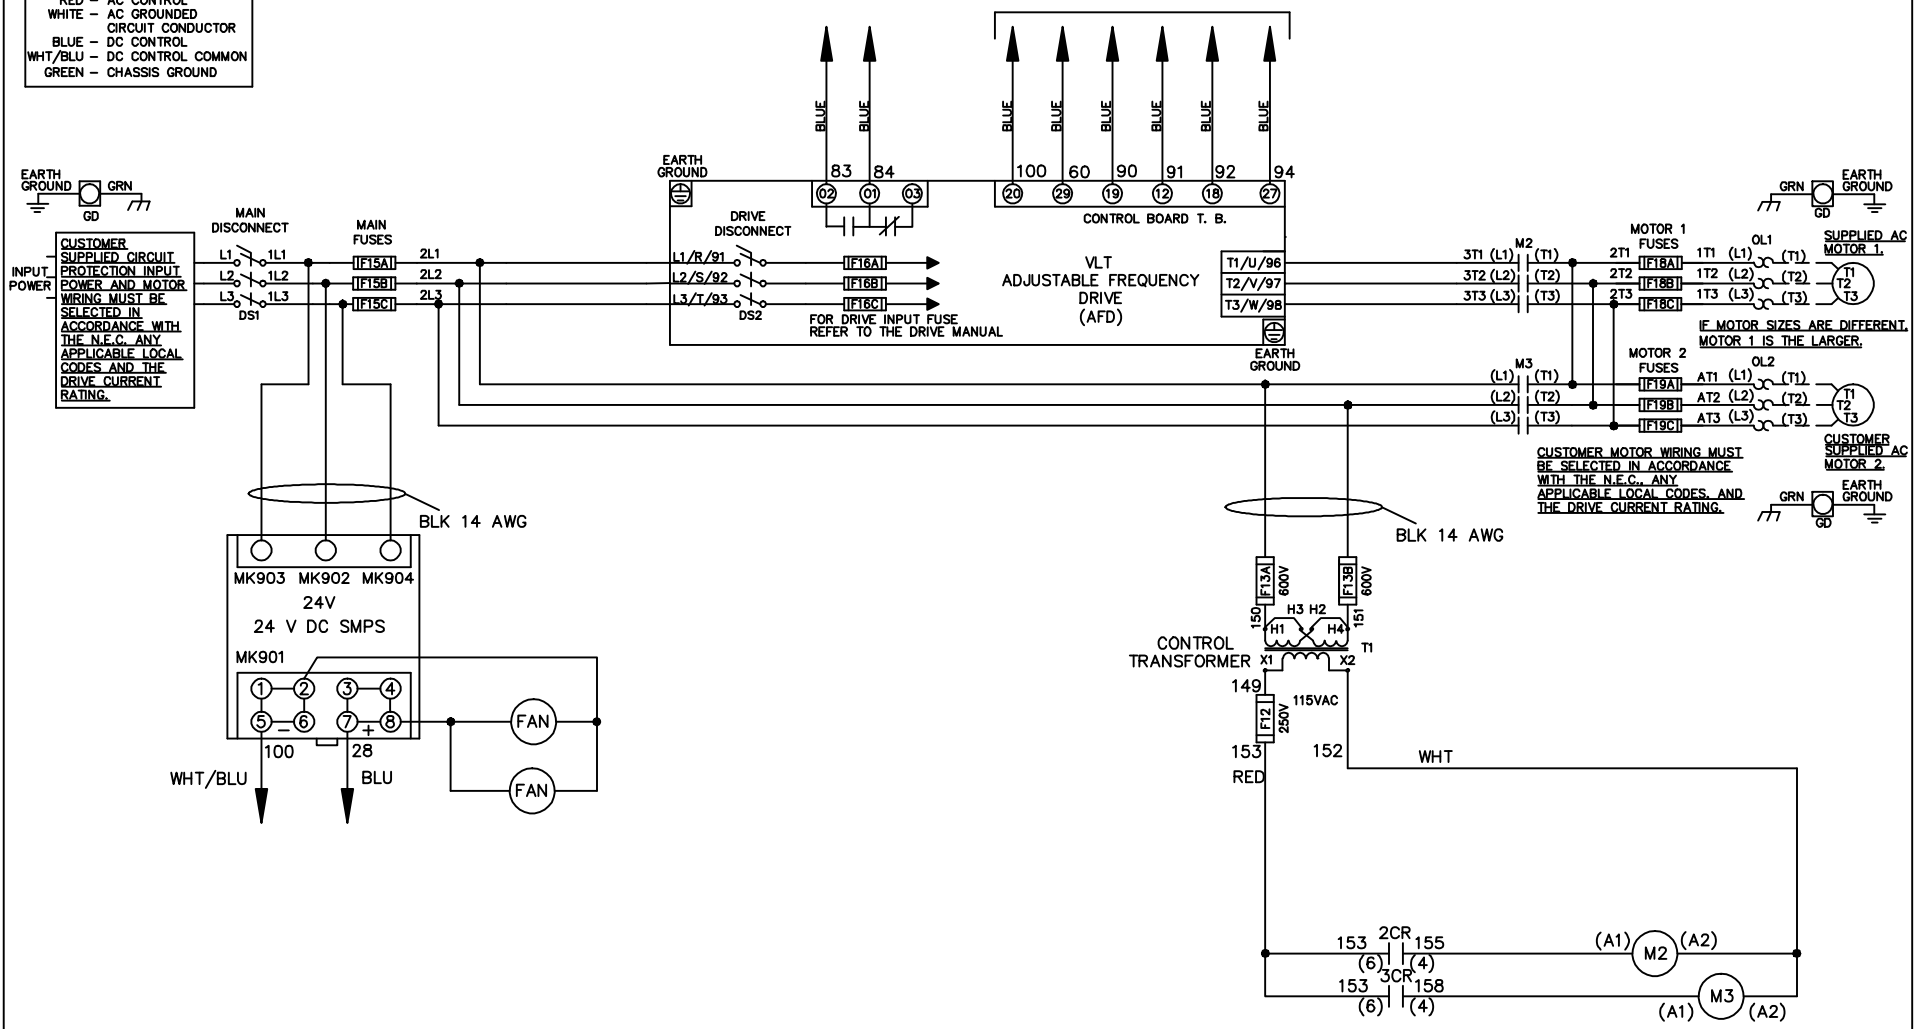 RED – AC CONTROL
WHITE – AC GROUNDED
CIRCUIT CONDUCTOR
BLUE – DC CONTROL
WHT/BLU – DC CONTROL COMMON
GREEN – CHASSIS GROUND
BLUE
BLUE
BLUE
BLUE
BLUE
BLUE
BLUE
BLUE
EARTH
GROUND
GRN
GD
EARTH
GROUND
83
84
100
60
90
91
92
94
02
01
03
20
29
19
12
18
27
CONTROL BOARD T. B.
GRN
EARTH
GROUND
GD
MAIN
DISCONNECT
MAIN
FUSES
DRIVE
DISCONNECT
INPUT
POWER
CUSTOMER
SUPPLIED CIRCUIT
PROTECTION INPUT
POWER AND MOTOR
WIRING MUST BE
SELECTED IN
ACCORDANCE WITH
THE N.E.C. ANY
APPLICABLE LOCAL
CODES AND THE
DRIVE CURRENT
RATING.
L1
1L1
L2
1L2
L3
1L3
DS1
F15A
F15B
F15C
2L1
2L2
2L3
L1/R/91
L2/S/92
L3/T/93
DS2
F16A
F16B
F16C
FOR DRIVE INPUT FUSE
REFER TO THE DRIVE MANUAL
VLT
ADJUSTABLE FREQUENCY
DRIVE
(AFD)
T1/U/96
T2/V/97
T3/W/98
EARTH
GROUND
M2
3T1 (L1) (T1)
3T2 (L2) (T2)
3T3 (L3) (T3)
MOTOR 1
FUSES
2T1 F18A 1T1 (L1) (T1)
2T2 F18B 1T2 (L2) (T2)
2T3 F18C 1T3 (L3) (T3)
OL1
SUPPLIED AC
MOTOR 1.
T1
T2
T3
IF MOTOR SIZES ARE DIFFERENT,
MOTOR 1 IS THE LARGER.
M3
(L1) (T1)
(L2) (T2)
(L3) (T3)
MOTOR 2
FUSES
OL2
F19A AT1 (L1) (T1)
F19B AT2 (L2) (T2)
F19C AT3 (L3) (T3)
T1
T2
T3
CUSTOMER
SUPPLIED AC
MOTOR 2.
CUSTOMER MOTOR WIRING MUST
BE SELECTED IN ACCORDANCE
WITH THE N.E.C., ANY
APPLICABLE LOCAL CODES, AND
THE DRIVE CURRENT RATING.
GRN
EARTH
GROUND
GD
BLK 14 AWG
BLK 14 AWG
MK903 MK902 MK904
24V
24 V DC SMPS
MK901
1
2
3
4
5
–
6
7
+
8
100
28
WHT/BLU
BLU
FAN
FAN
F13A
600V
F13B
600V
150
151
H3 H2
H1
H4
T1
CONTROL
TRANSFORMER
X1
X2
149
115VAC
F12
250V
153
152
RED
WHT
2CR
153
155
(6)
(4)
(A1)
M2
(A2)
3CR
153
158
(6)
(4)
(A1)
M3
(A2)